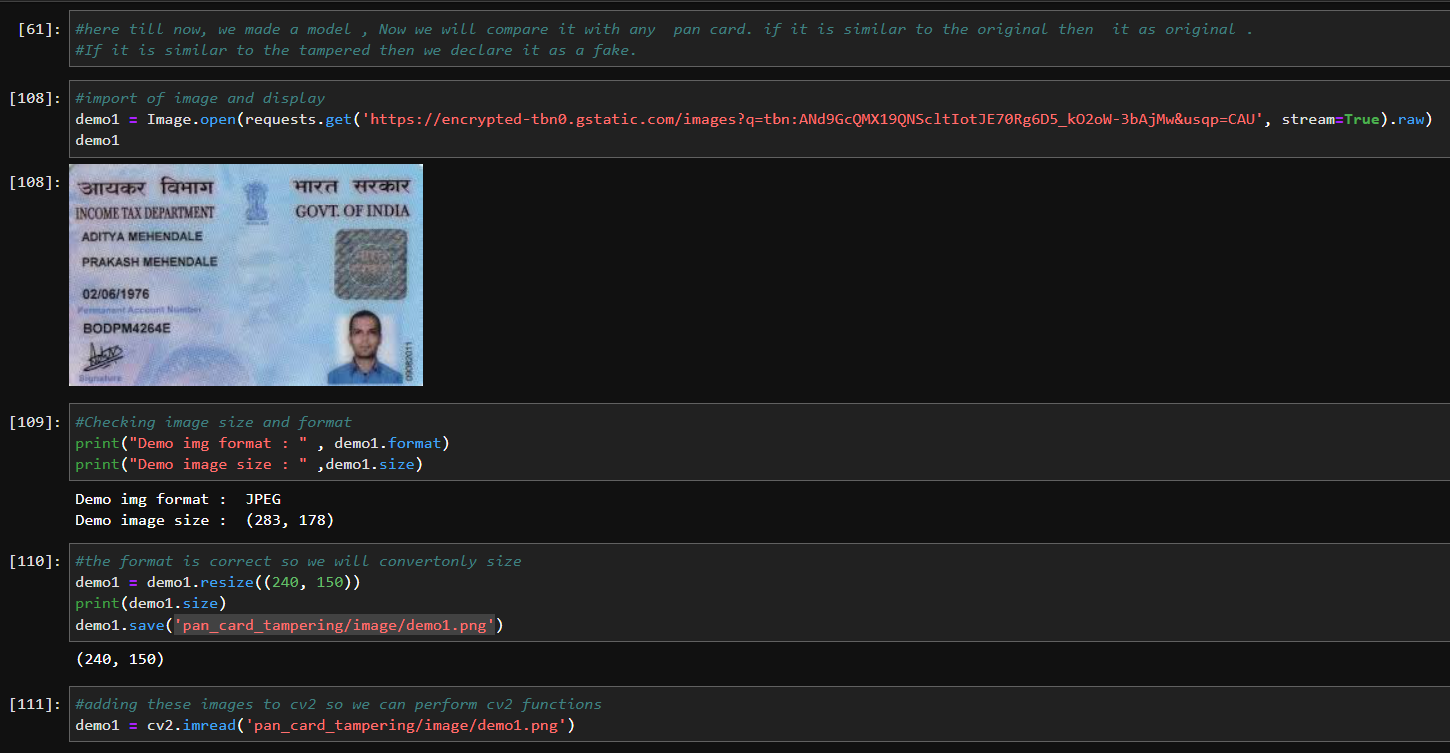 [61]: #here till now, we made a model , Now we will compare it with any  pan card. if it is similar to the original then  it as original .
#If it is similar to the tampered then we declare it as a fake.
[108]: #import of image and display
demo1 = Image.open(requests.get('https://encrypted-tbn0.gstatic.com/images?q=tbn:ANd9GcQMX19QNScltIotJE70Rg6D5_kO2oW-3bAjMw&usqp=CAU', stream=True).raw)
demo1
[108]:
आयकर विभाग भारत सरकार
INCOME TAX DEPARTMENT GOVT. OF INDIA
ADITYA MEHENDALE
PRAKASH MEHENDALE
02/06/1976
Permanent Account Number
BODPM4264E
Signature
09082011
[109]: #Checking image size and format
print("Demo img format : " , demo1.format)
print("Demo image size : " ,demo1.size)
Demo img format :  JPEG
Demo image size :  (283, 178)
[110]: #the format is correct so we will convertonly size
demo1 = demo1.resize((240, 150))
print(demo1.size)
demo1.save('pan_card_tampering/image/demo1.png')
(240, 150)
[111]: #adding these images to cv2 so we can perform cv2 functions
demo1 = cv2.imread('pan_card_tampering/image/demo1.png')